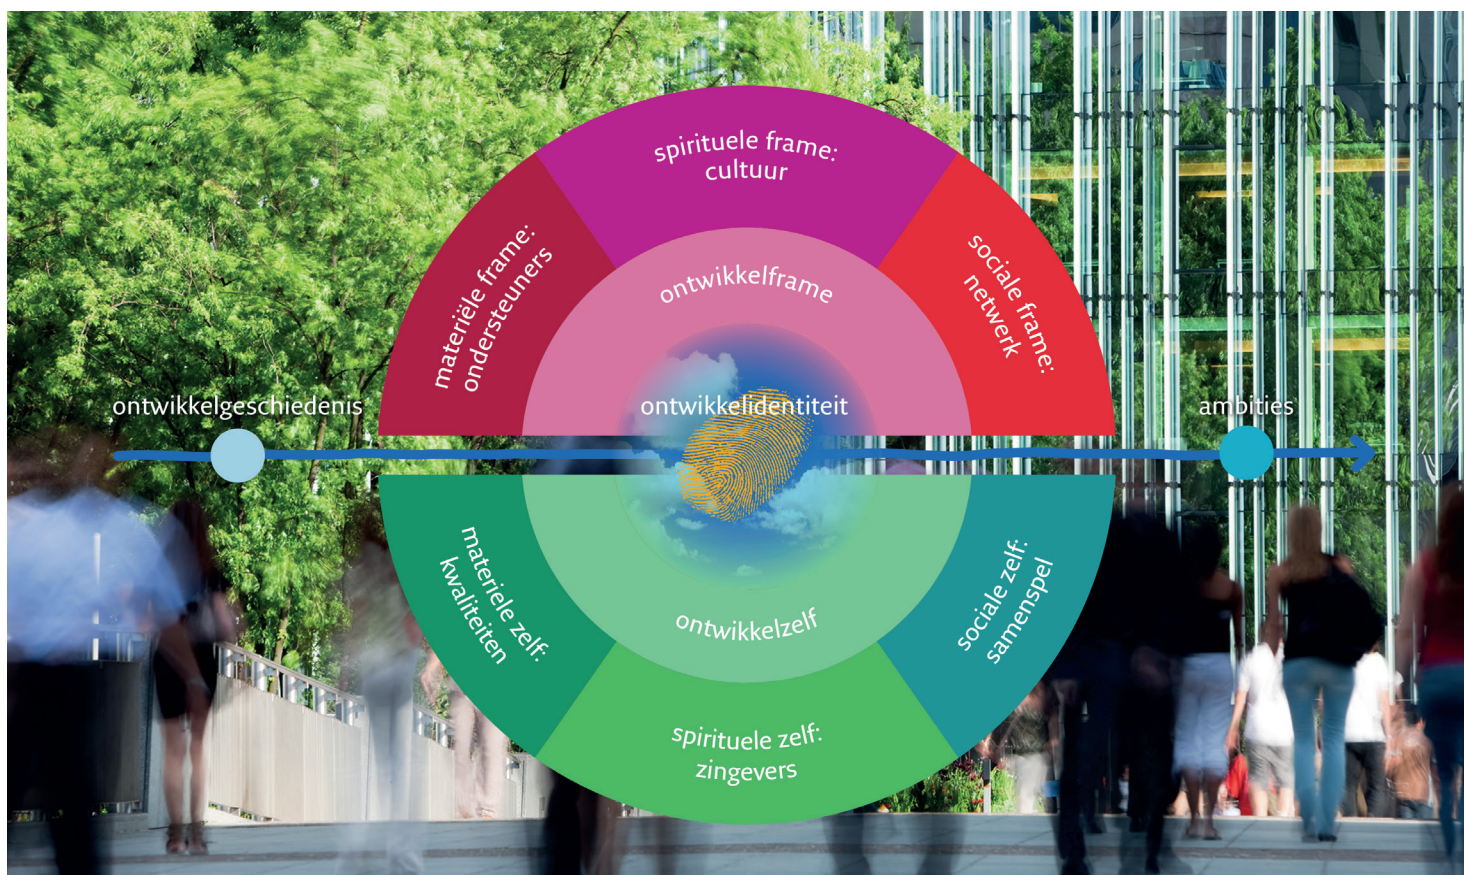 spirituele frame:
cultuur
materiële frame:
ondersteuners
sociale frame:
netwerk
ontwikkelframe
ontwikkelgeschiedenis
ontwikkelidentiteit
ambities
materiele zelf:
kwaliteiten
sociale zelf:
samenspel
ontwikkelzelf
spirituele zelf:
zingevers